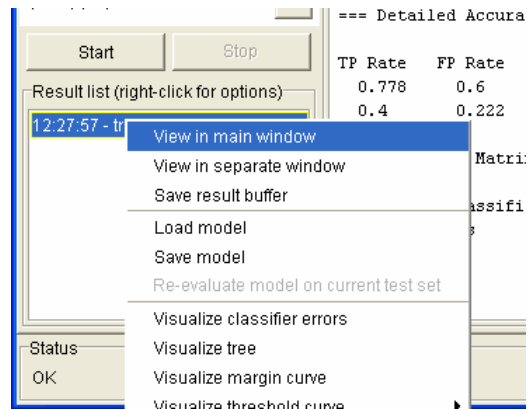 === Detailed Accura
Start
Stop
TP Rate FP Rate
0.778 0.6
0.4 0.222
Result list (right-click for options)
12:27:57 - tr
View in main window
View in separate window
Save result buffer
Load model
Save model
Re-evaluate model on current test set
Visualize classifier errors
Visualize tree
Visualize margin curve
Visualize threshold curve
Matri
assifi
Status
OK